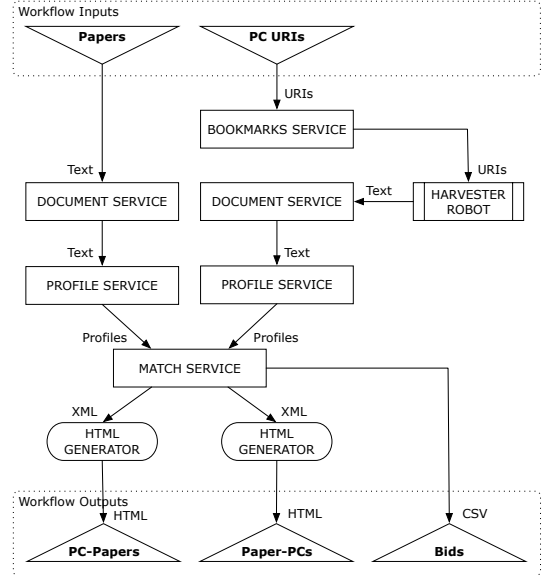 Workflow Inputs
Papers
PC URIs
URIs
BOOKMARKS SERVICE
Text
URIs
DOCUMENT SERVICE
DOCUMENT SERVICE
Text
HARVESTER
ROBOT
Text
Text
PROFILE SERVICE
PROFILE SERVICE
Profiles
Profiles
MATCH SERVICE
XML
XML
HTML
GENERATOR
HTML
GENERATOR
Workflow Outputs
HTML
HTML
CSV
PC-Papers
Paper-PCs
Bids